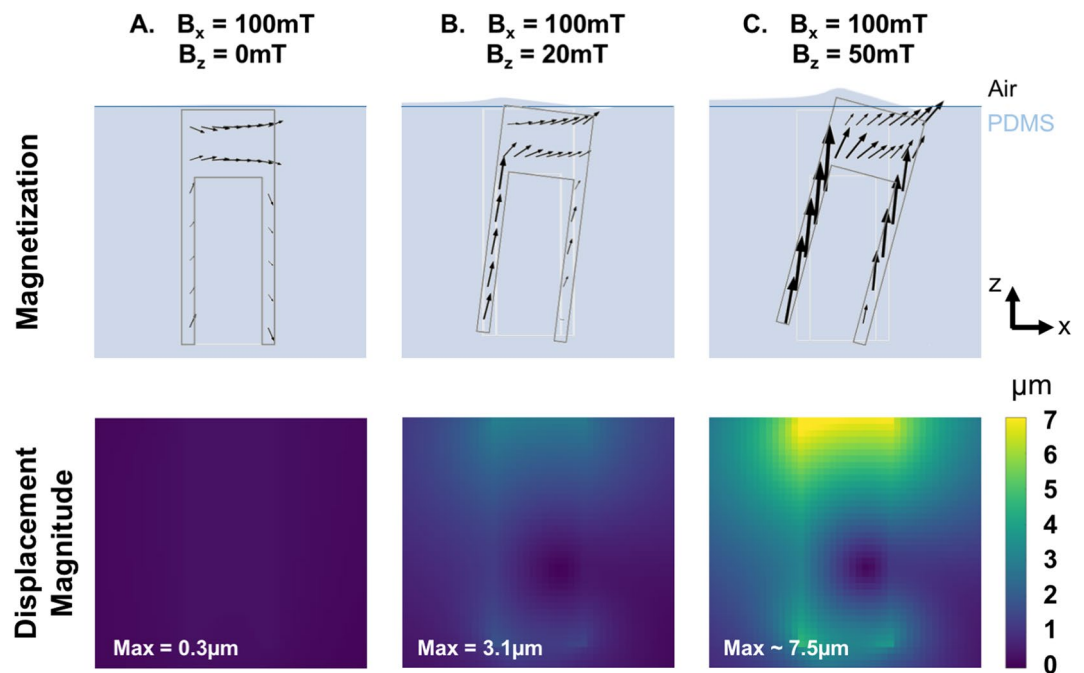 A. Bx = 100mT
Bz = 0mT
B. Bx = 100mT
Bz = 20mT
C. Bx = 100mT
Bz = 50mT
Magnetization
Air
PDMS
z
x
Displacement
Magnitude
Max = 0.3µm
Max = 3.1µm
Max ~ 7.5µm
µm
7
6
5
4
3
2
1
0